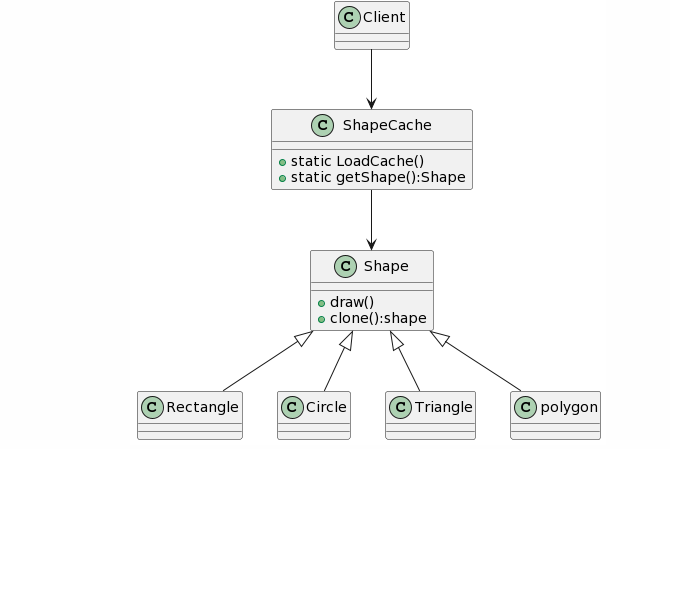 C Client
C ShapeCache
static LoadCache()
static getShape():Shape
C Shape
draw()
clone():shape
C Rectangle
C Circle
C Triangle
C polygon